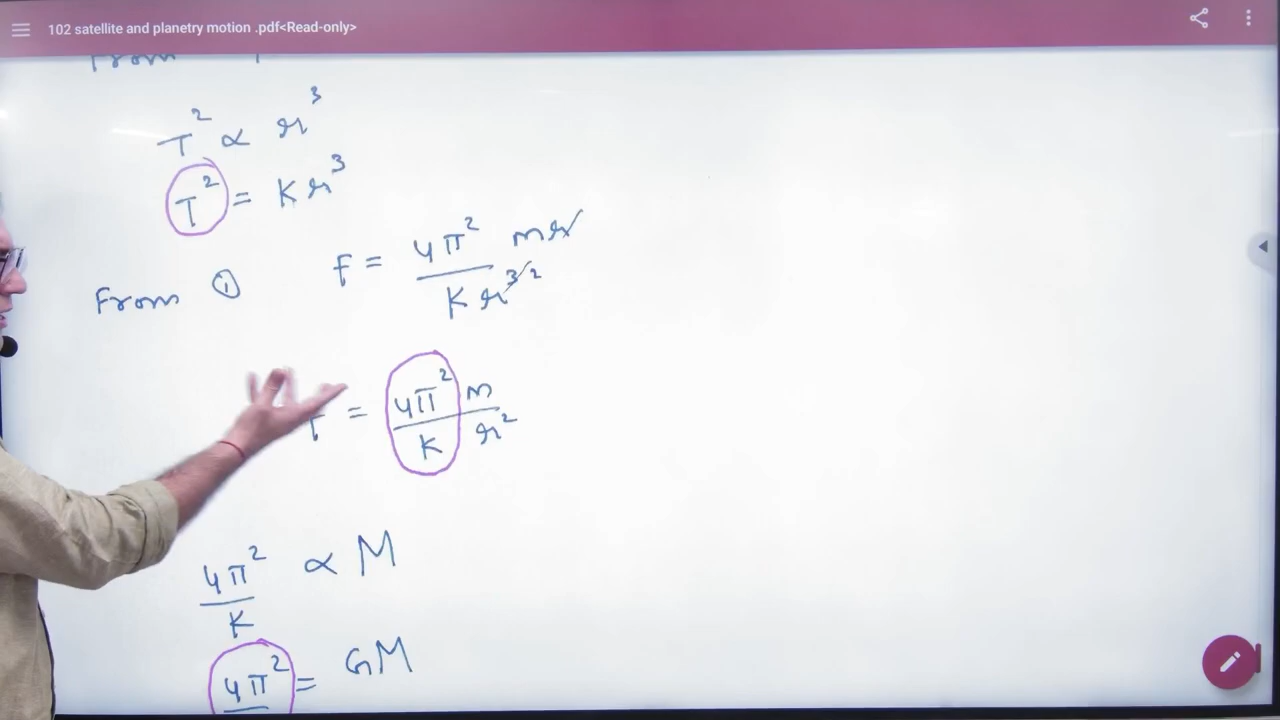 102 satellite and planetry motion .pdf<Read-only>
From
T² ∝ r³
T² = K r³
From ① F = 4π² m r / K r³ ²
F = 4π² m / K r²
4π² / K ∝ M
4π² = GM